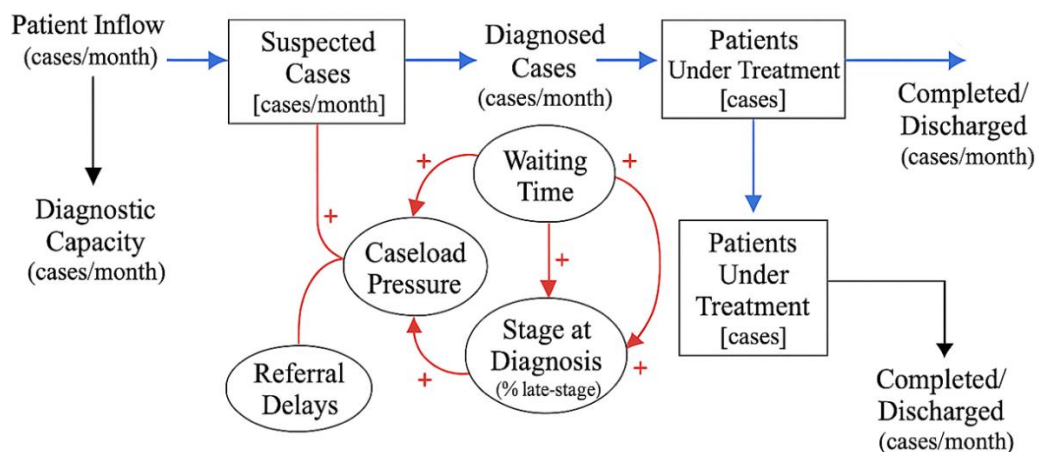 Patient Inflow
(cases/month)
Suspected
Cases
[cases/month]
Diagnosed
Cases
(cases/month)
Patients
Under Treatment
[cases]
Completed/
Discharged
(cases/month)
Diagnostic
Capacity
(cases/month)
+
Caseload
Pressure
+
Waiting
Time
+
+
Stage at
Diagnosis
(% late-stage)
+
+
Referral
Delays
Patients
Under
Treatment
[cases]
Completed/
Discharged
(cases/month)